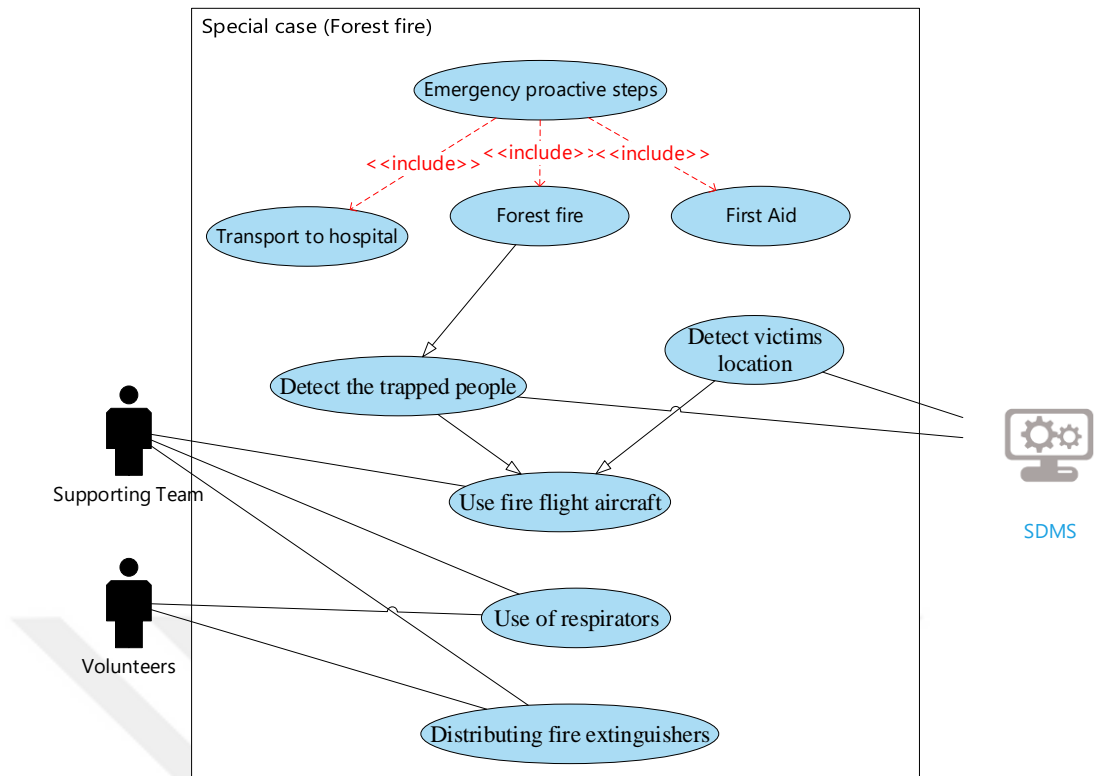 Special case (Forest fire)
Emergency proactive steps
<<include>>
<<include>>
<<include>>
Transport to hospital
Forest fire
First Aid
Detect victims
location
Detect the trapped people
Supporting Team
Use fire flight aircraft
SDMS
Use of respirators
Volunteers
Distributing fire extinguishers